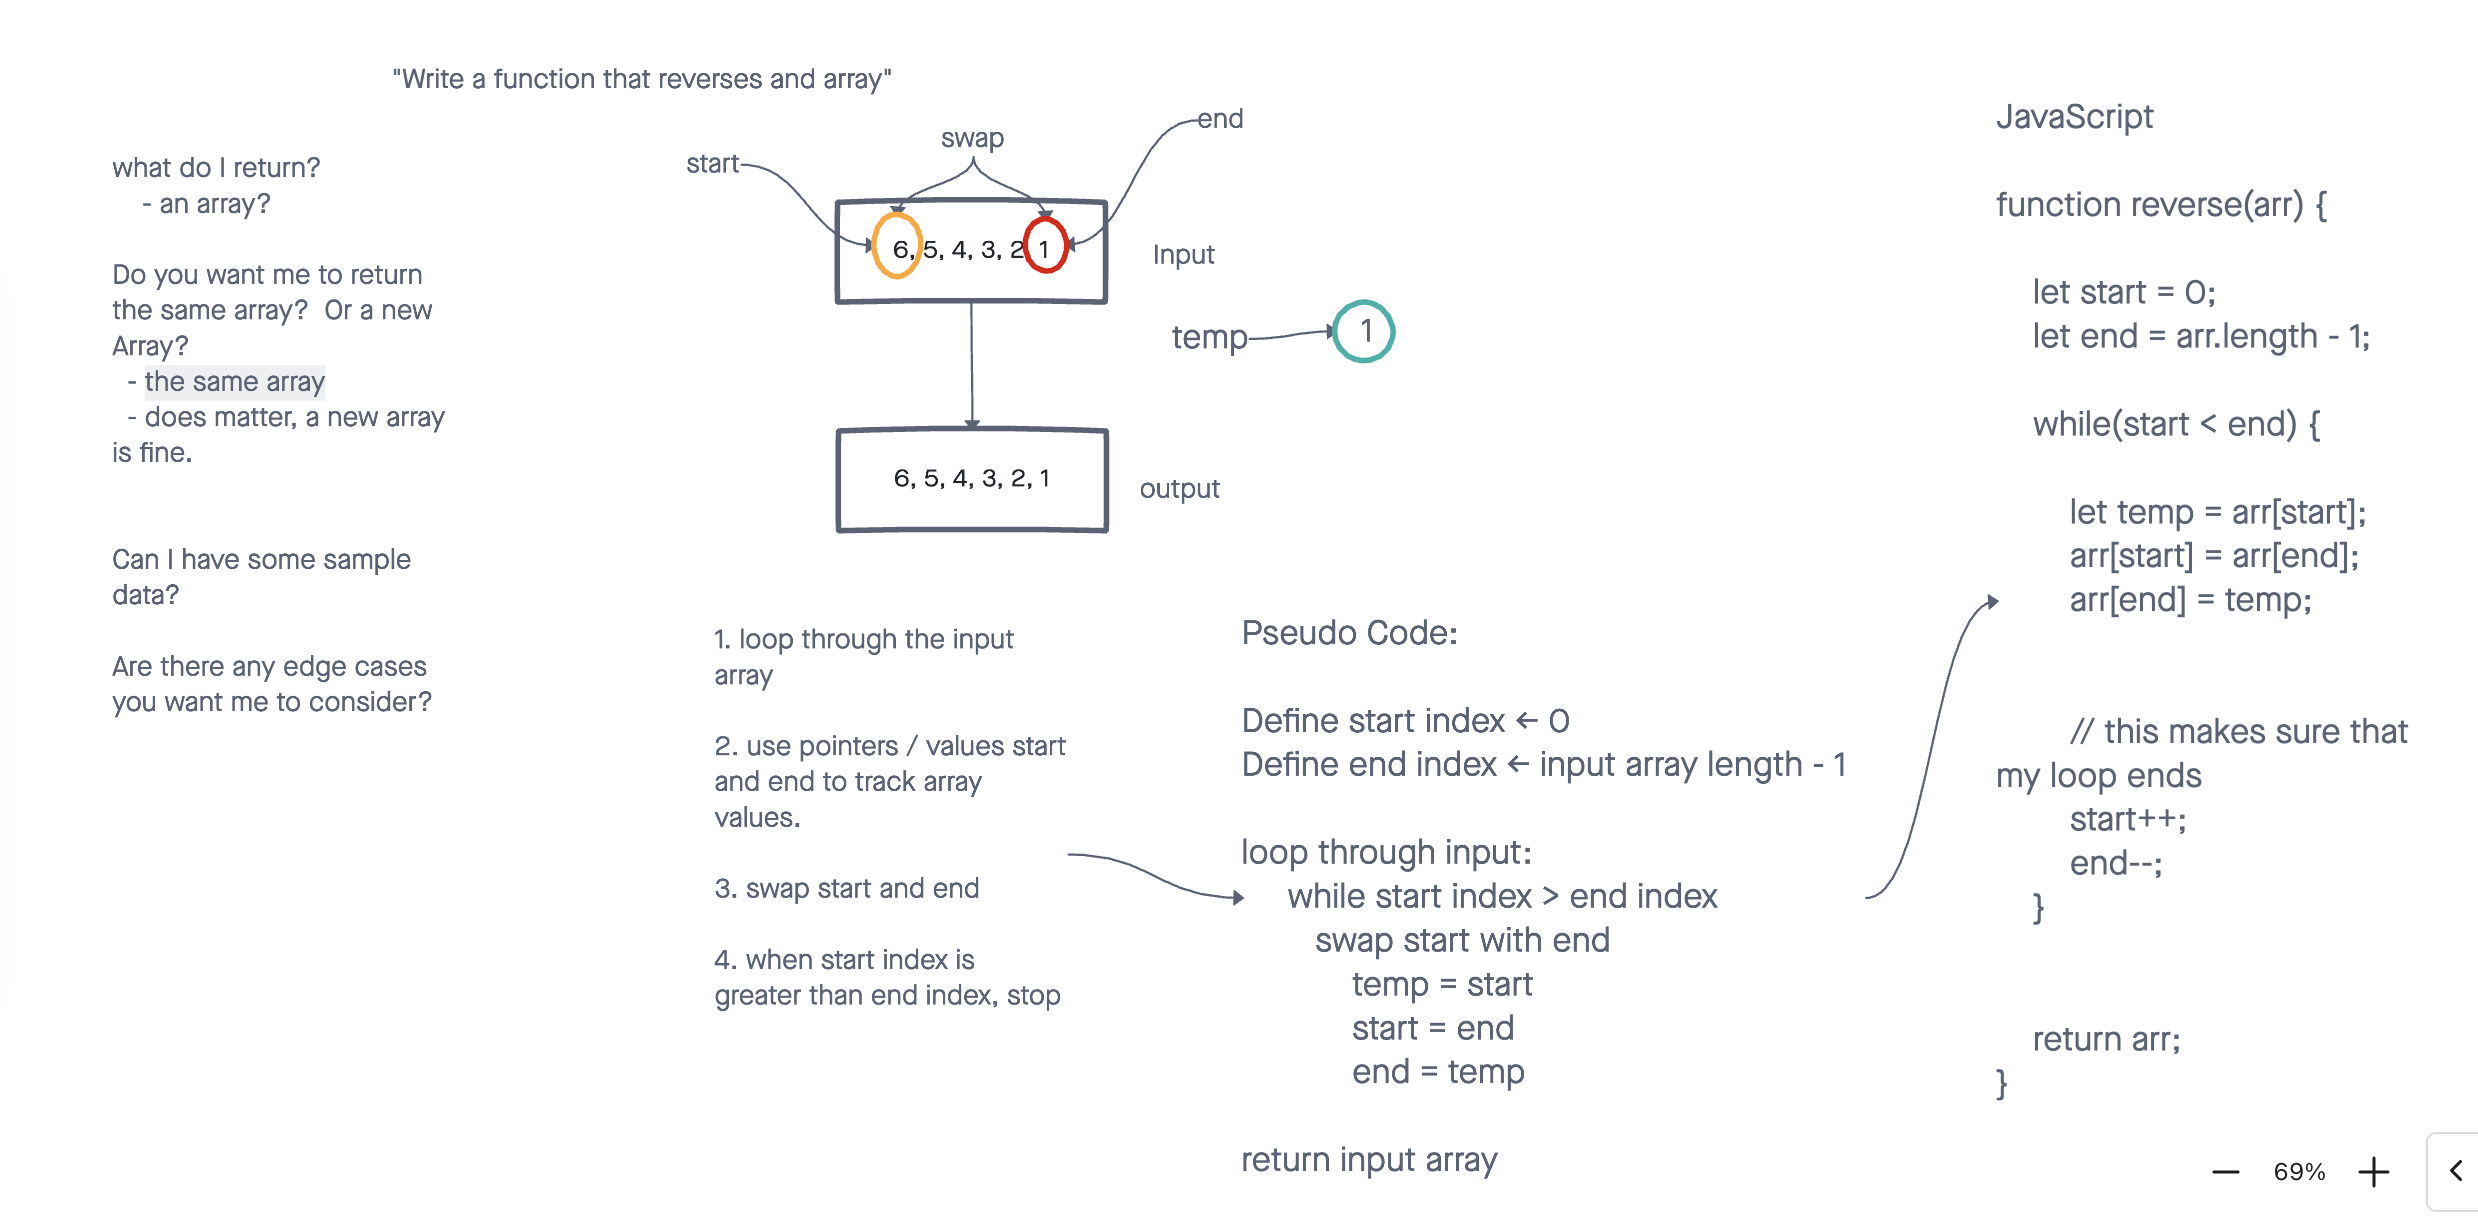 "Write a function that reverses and array"
what do I return?
- an array?
Do you want me to return
the same array?  Or a new
Array?
- the same array
- does matter, a new array
is fine.
Can I have some sample
data?
Are there any edge cases
you want me to consider?
start
swap
end
6, 5, 4, 3, 2 1
Input
temp
1
6, 5, 4, 3, 2, 1
output
1. loop through the input
array
2. use pointers / values start
and end to track array
values.
3. swap start and end
4. when start index is
greater than end index, stop
Pseudo Code:
Define start index ← 0
Define end index ← input array length - 1
loop through input:
while start index > end index
swap start with end
temp = start
start = end
end = temp
return input array
JavaScript
function reverse(arr) {
let start = 0;
let end = arr.length - 1;
while(start < end) {
let temp = arr[start];
arr[start] = arr[end];
arr[end] = temp;
// this makes sure that
my loop ends
start++;
end--;
}
return arr;
}
69%